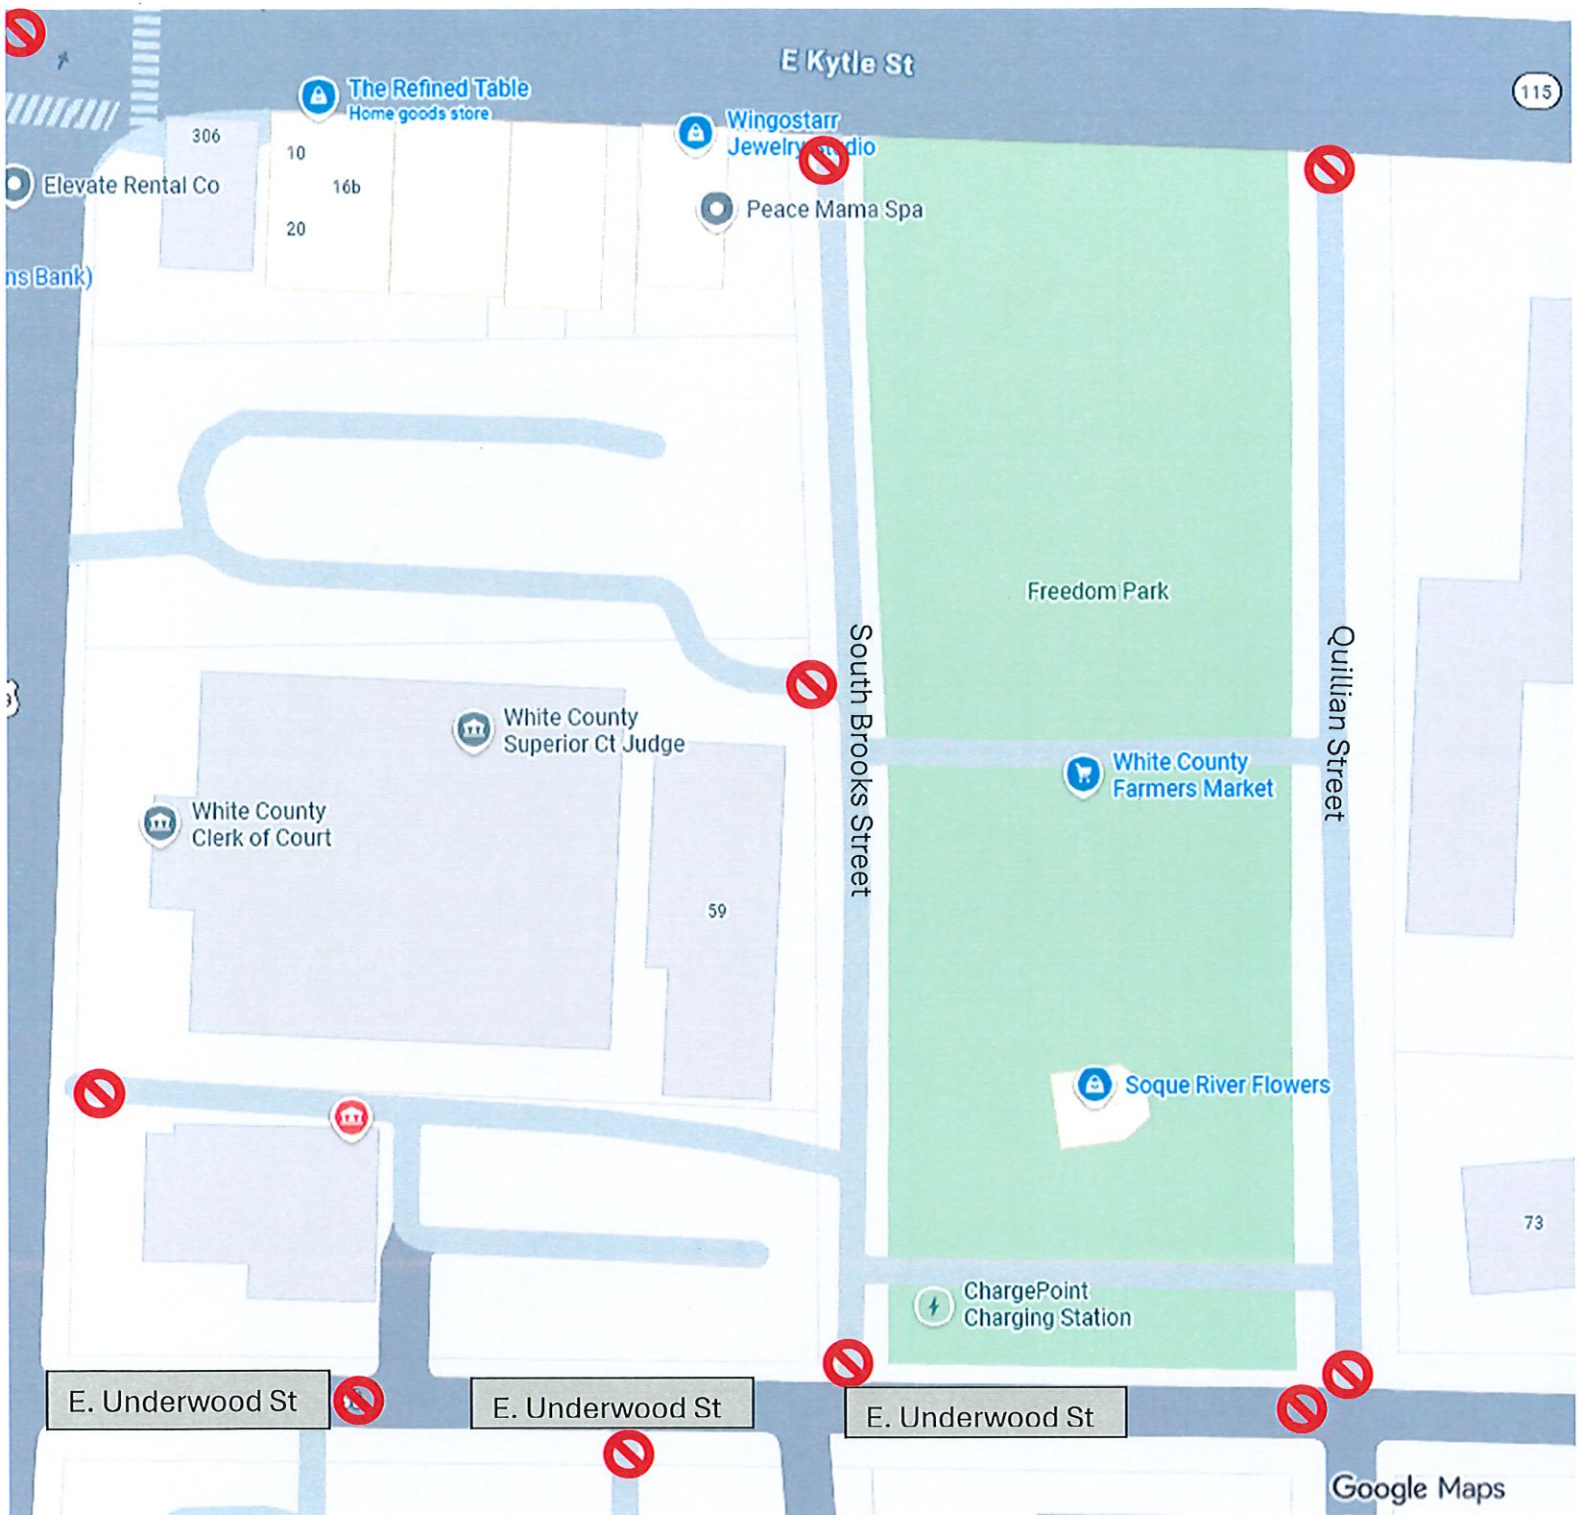 E Kytle St
115
The Refined Table
Home goods store
Wingostarr
Jewelry Studio
306
10
16b
20
Elevate Rental Co
Peace Mama Spa
ns Bank)
Freedom Park
South Brooks Street
Quillian Street
White County
Superior Ct Judge
White County
Farmers Market
White County
Clerk of Court
59
Soque River Flowers
73
ChargePoint
Charging Station
E. Underwood St
E. Underwood St
E. Underwood St
Google Maps